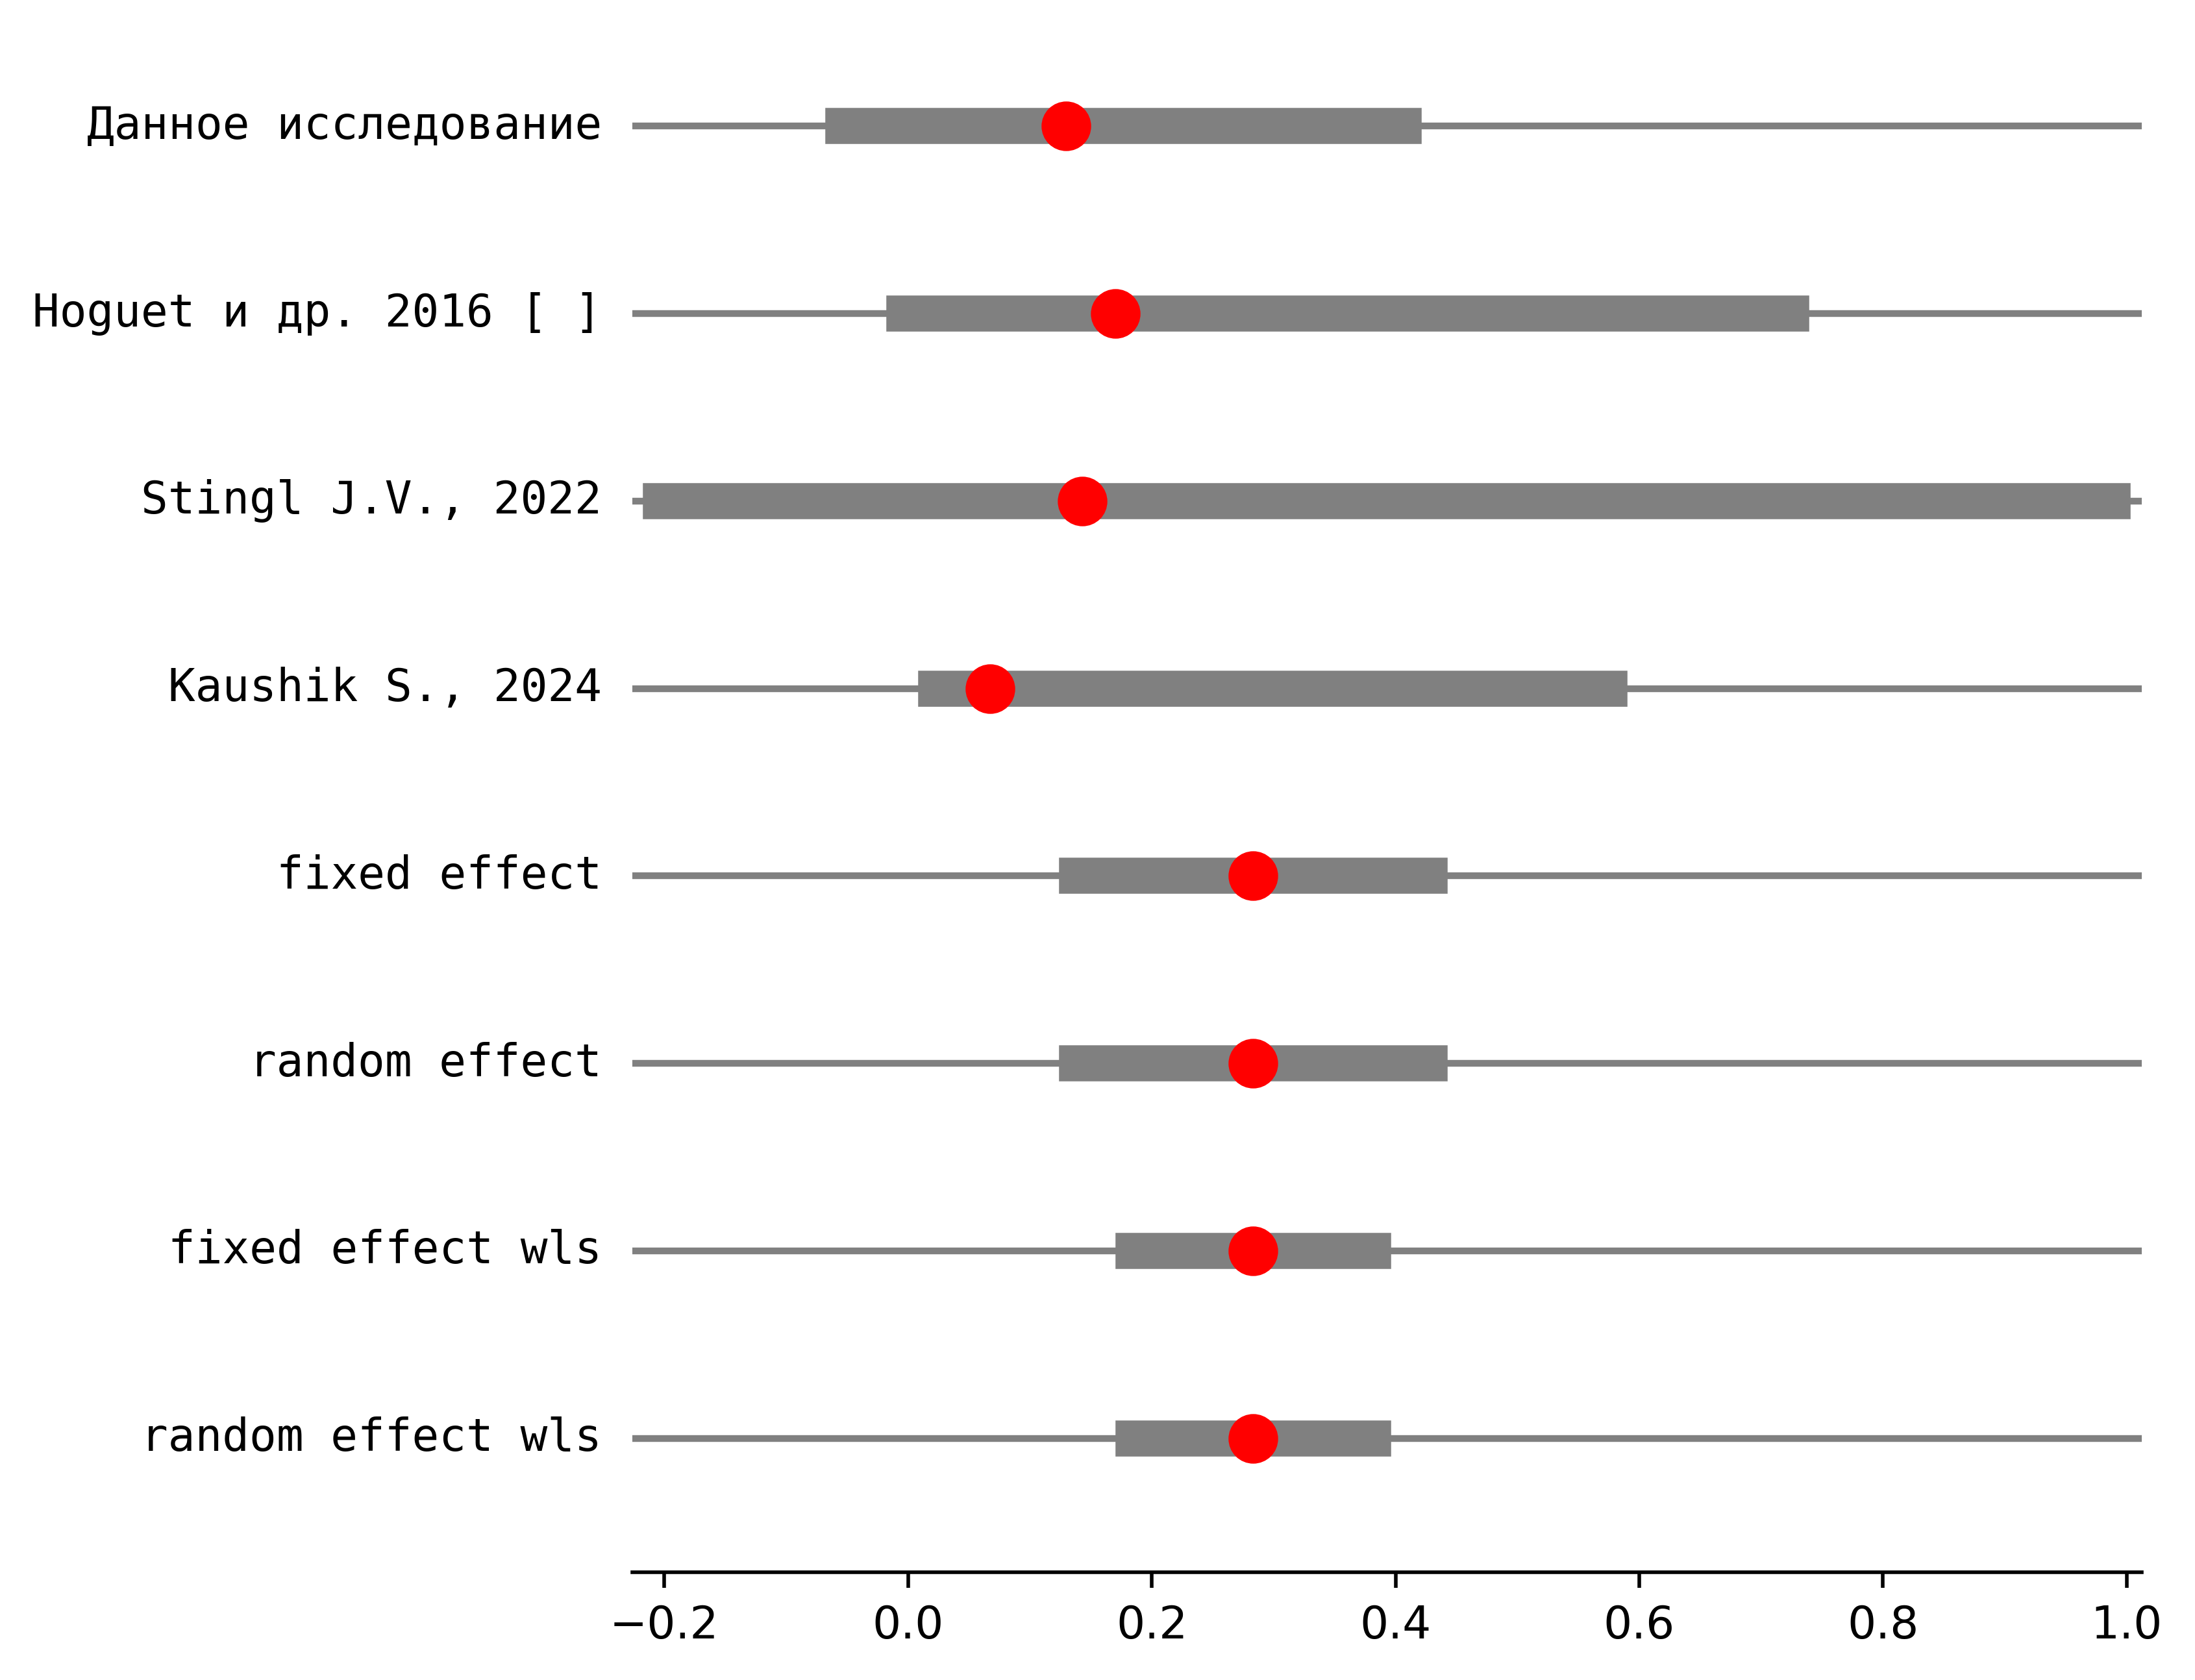 Данное исследование
Hoguet и др. 2016 [ ]
Stingl J.V., 2022
Kaushik S., 2024
fixed effect
random effect
fixed effect wls
random effect wls
−0.2 0.0 0.2 0.4 0.6 0.8 1.0